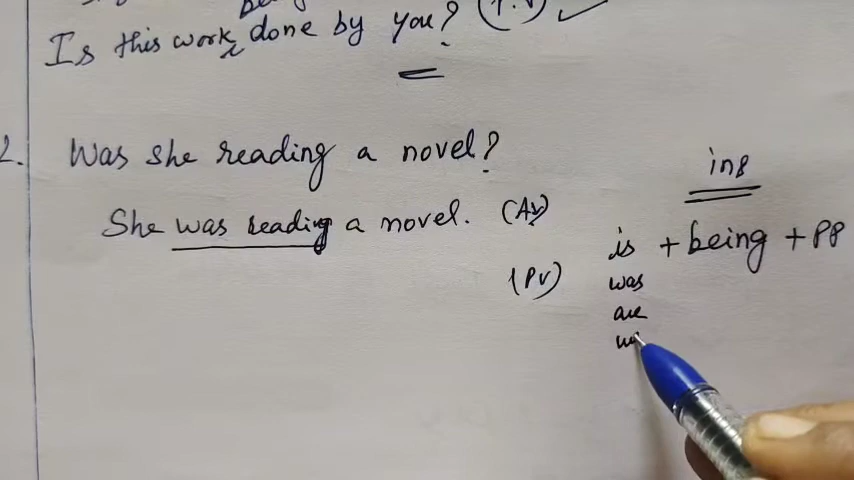 being
Is this work done by you? (P.V)
2. Was she reading a novel?
ing
She was reading a novel. (AV)
is + being + PP
(PV) was
are